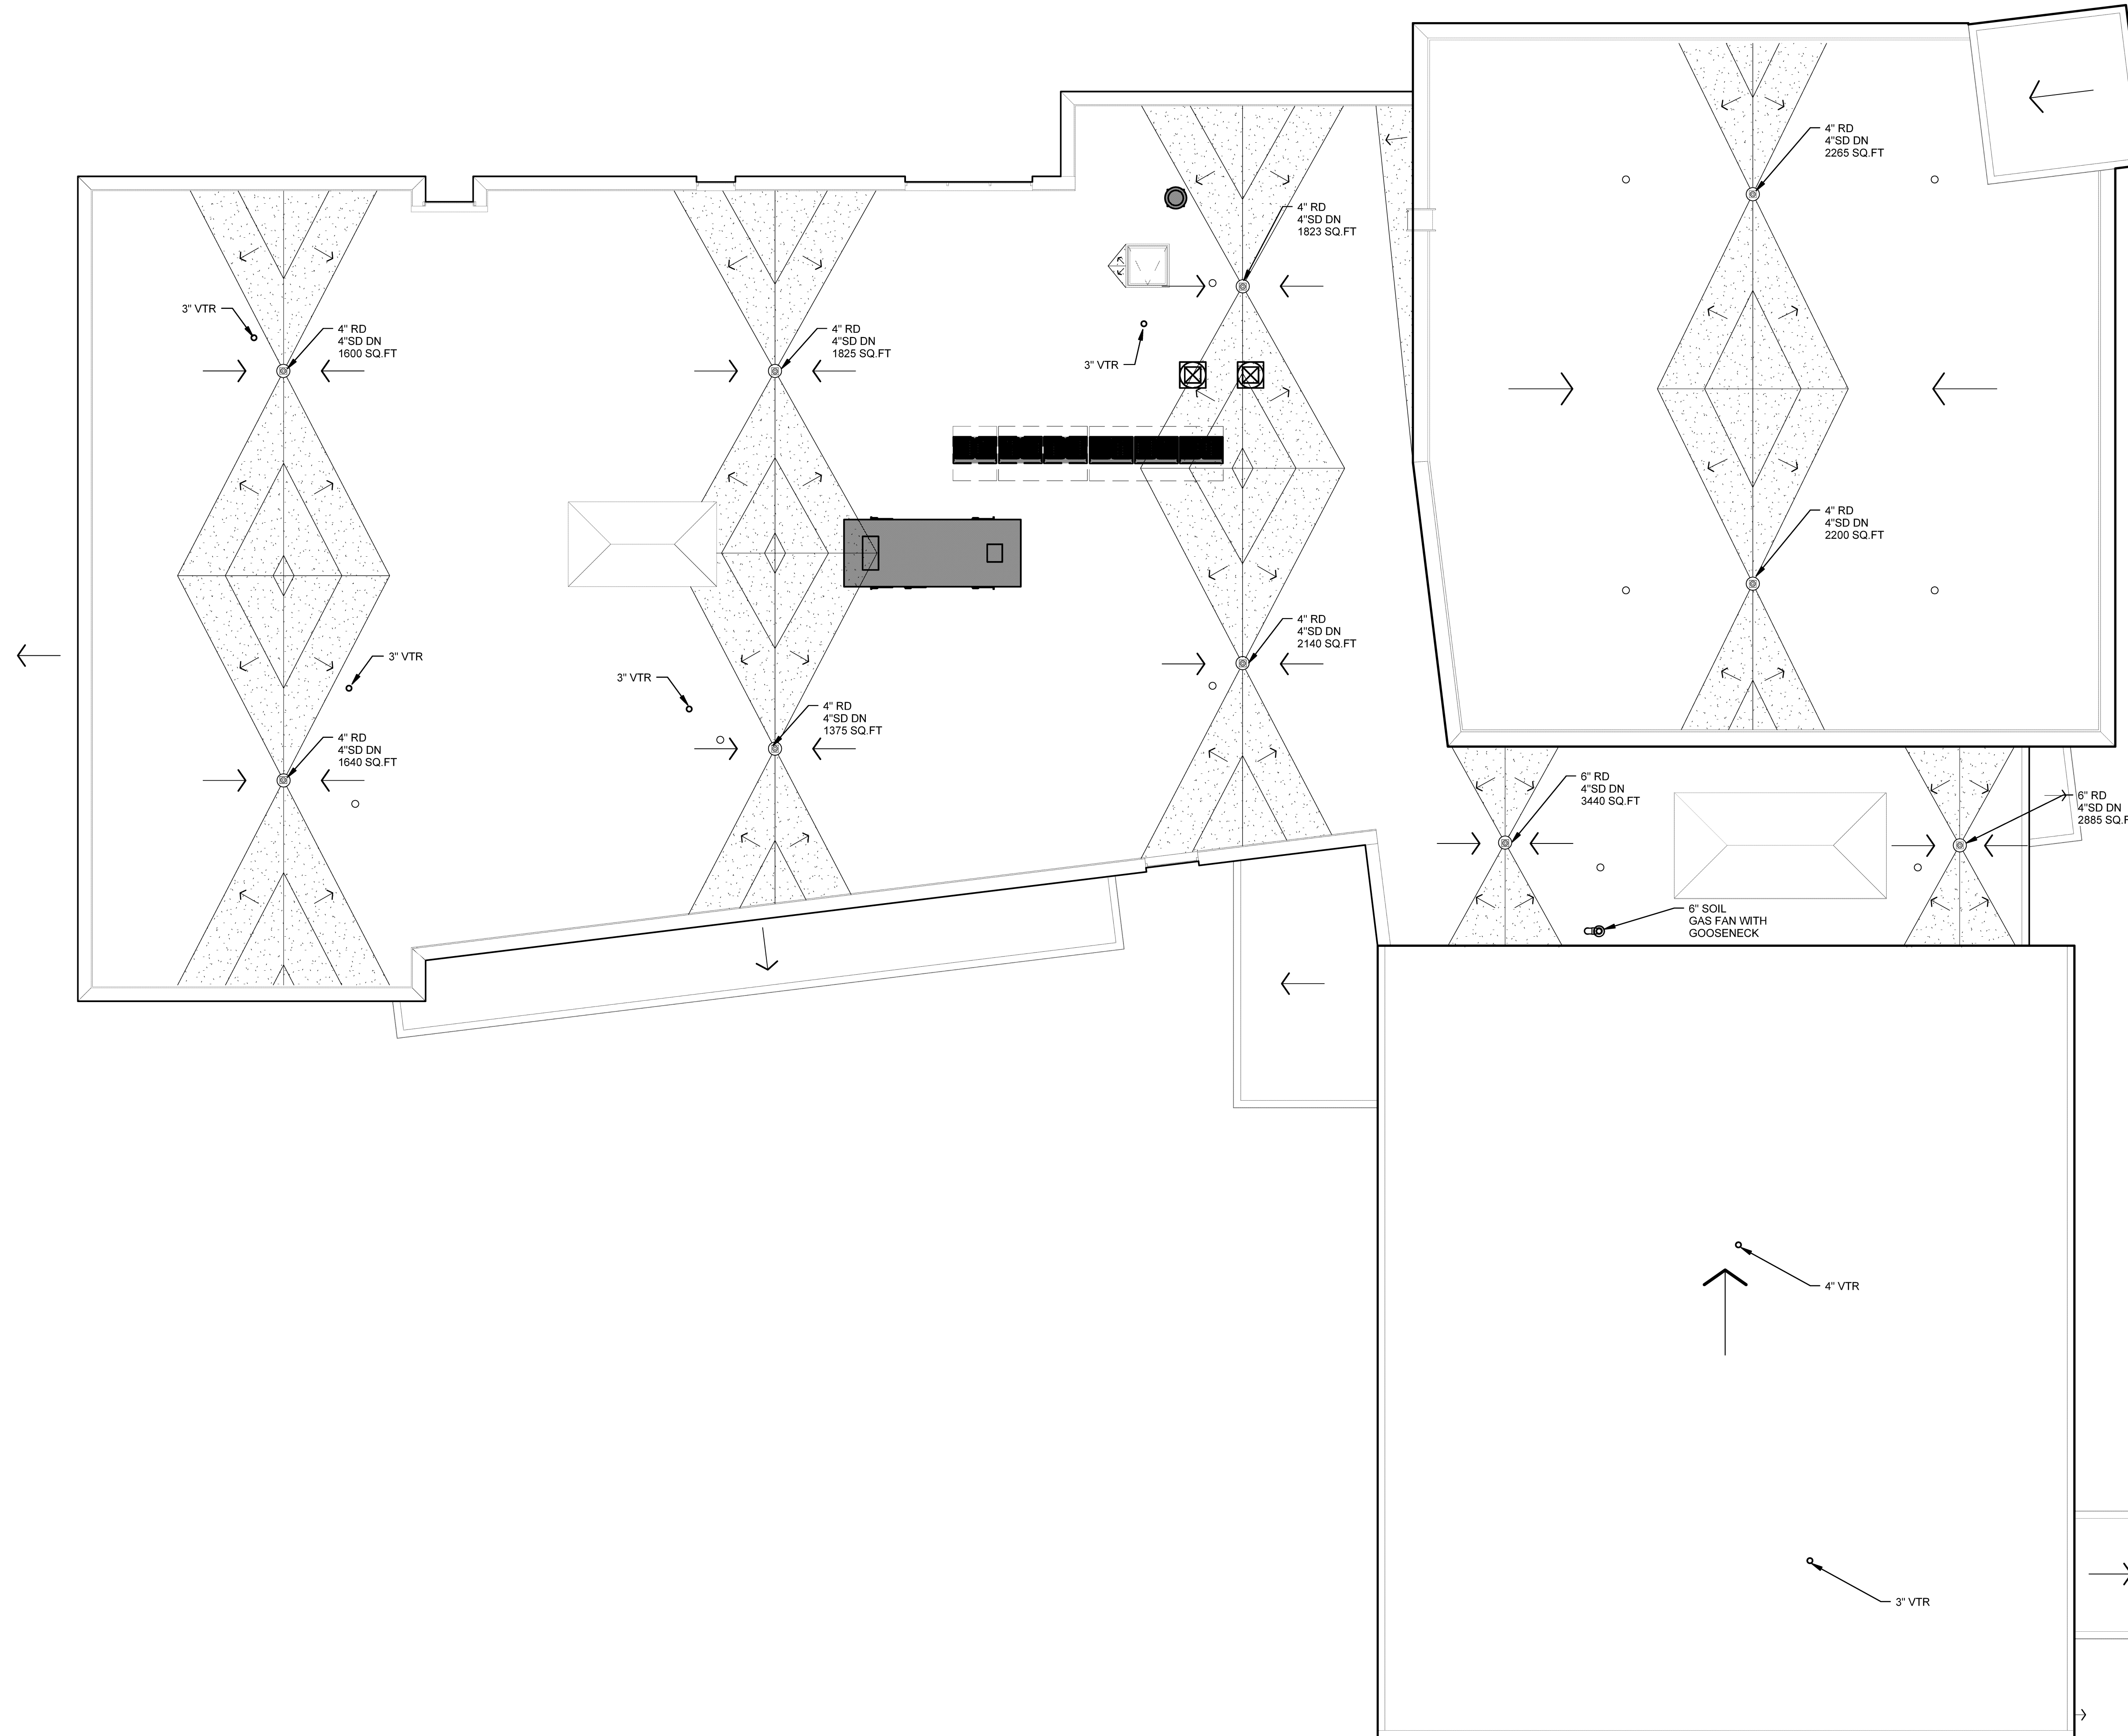 4" RD
4"SD DN
2265 SQ.FT
4" RD
4"SD DN
1823 SQ.FT
3" VTR
4" RD
4"SD DN
1600 SQ.FT
4" RD
4"SD DN
1825 SQ.FT
3" VTR
4" RD
4"SD DN
2200 SQ.FT
4" RD
4"SD DN
2140 SQ.FT
3" VTR
3" VTR
4" RD
4"SD DN
1375 SQ.FT
4" RD
4"SD DN
1640 SQ.FT
6" RD
4"SD DN
3440 SQ.FT
6" RD
4"SD DN
2885 SQ.F
6" SOIL
GAS FAN WITH
GOOSENECK
4" VTR
3" VTR